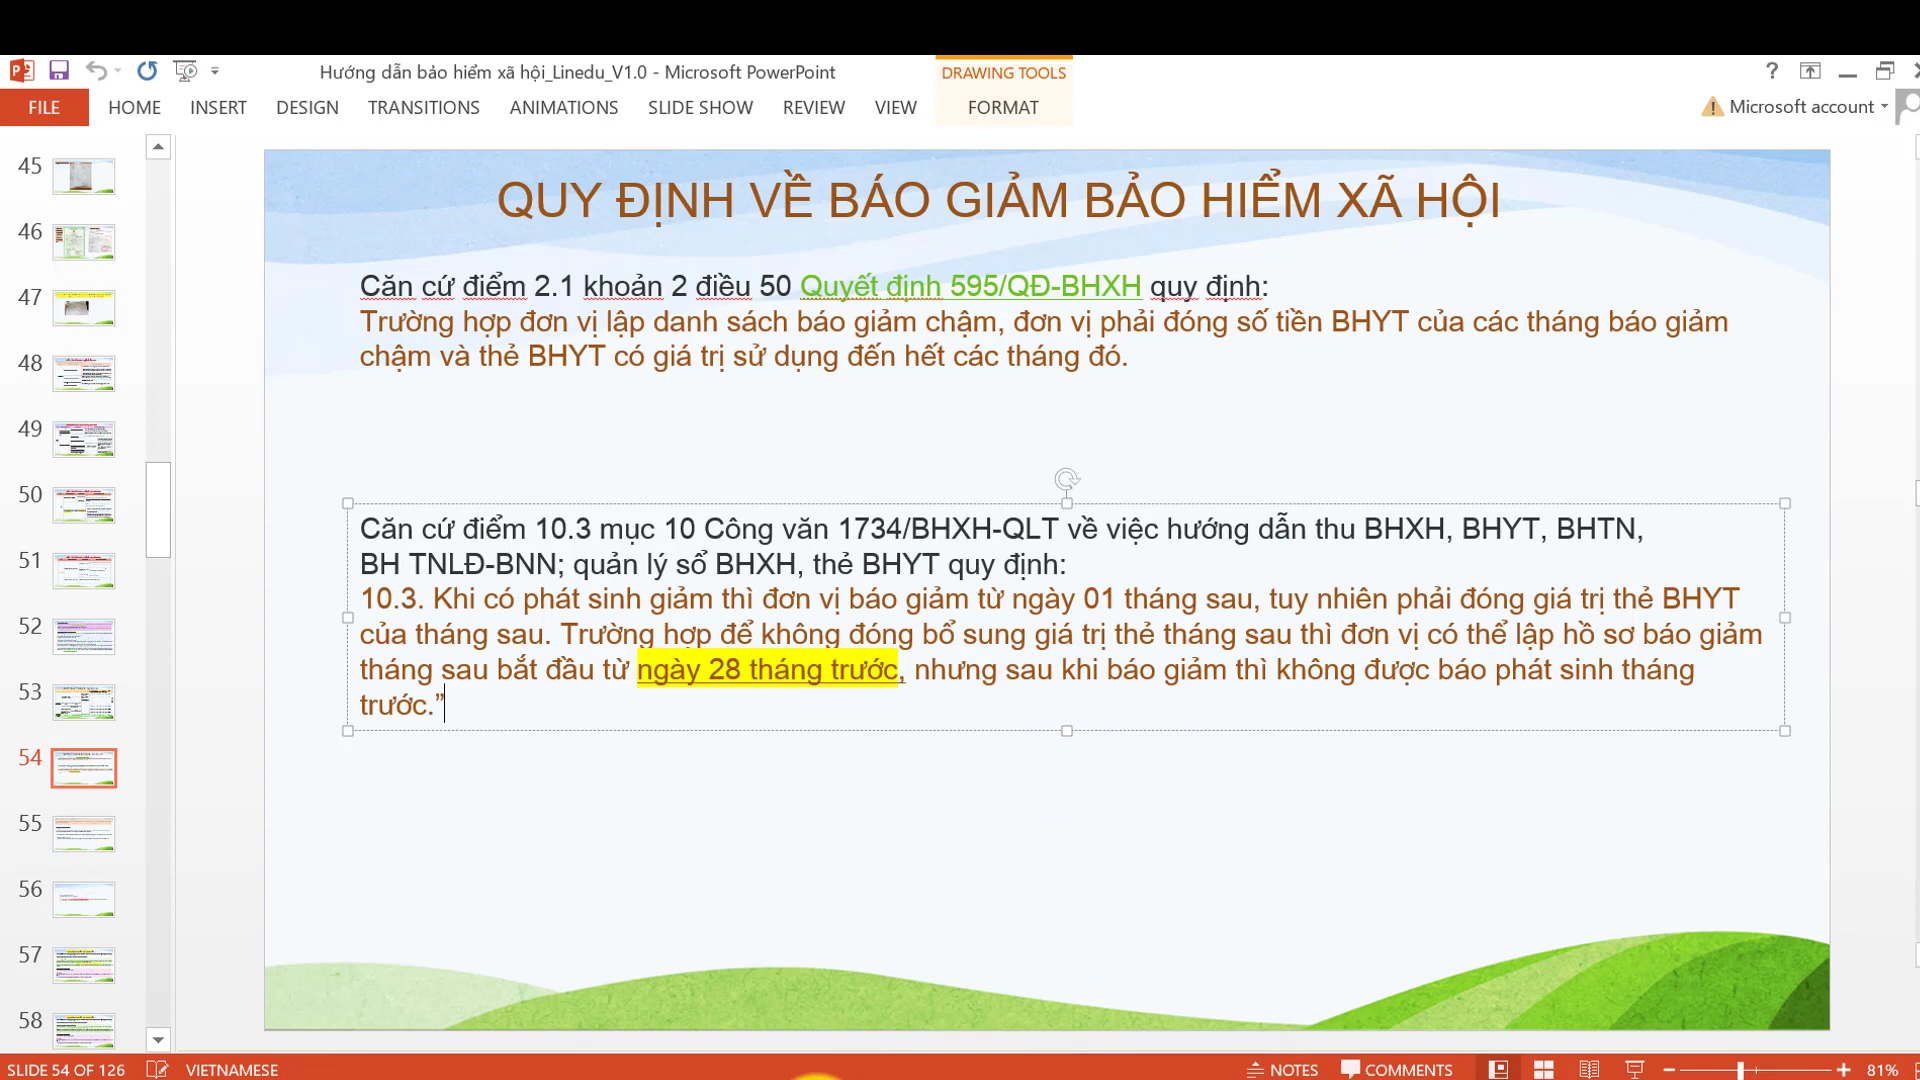 Hướng dẫn bảo hiểm xã hội_Linedu_V1.0 - Microsoft PowerPoint
DRAWING TOOLS
?
FILE
HOME
INSERT
DESIGN
TRANSITIONS
ANIMATIONS
SLIDE SHOW
REVIEW
VIEW
FORMAT
Microsoft account
45
46
47
48
49
50
51
52
53
54
55
56
57
58
QUY ĐỊNH VỀ BÁO GIẢM BẢO HIỂM XÃ HỘI
Căn cứ điểm 2.1 khoản 2 điều 50 Quyết định 595/QĐ-BHXH quy định:
Trường hợp đơn vị lập danh sách báo giảm chậm, đơn vị phải đóng số tiền BHYT của các tháng báo giảm
chậm và thẻ BHYT có giá trị sử dụng đến hết các tháng đó.
Căn cứ điểm 10.3 mục 10 Công văn 1734/BHXH-QLT về việc hướng dẫn thu BHXH, BHYT, BHTN,
BH TNLĐ-BNN; quản lý sổ BHXH, thẻ BHYT quy định:
10.3. Khi có phát sinh giảm thì đơn vị báo giảm từ ngày 01 tháng sau, tuy nhiên phải đóng giá trị thẻ BHYT
của tháng sau. Trường hợp để không đóng bổ sung giá trị thẻ tháng sau thì đơn vị có thể lập hồ sơ báo giảm
tháng sau bắt đầu từ ngày 28 tháng trước, nhưng sau khi báo giảm thì không được báo phát sinh tháng
trước.”
SLIDE 54 OF 126
VIETNAMESE
NOTES
COMMENTS
81%